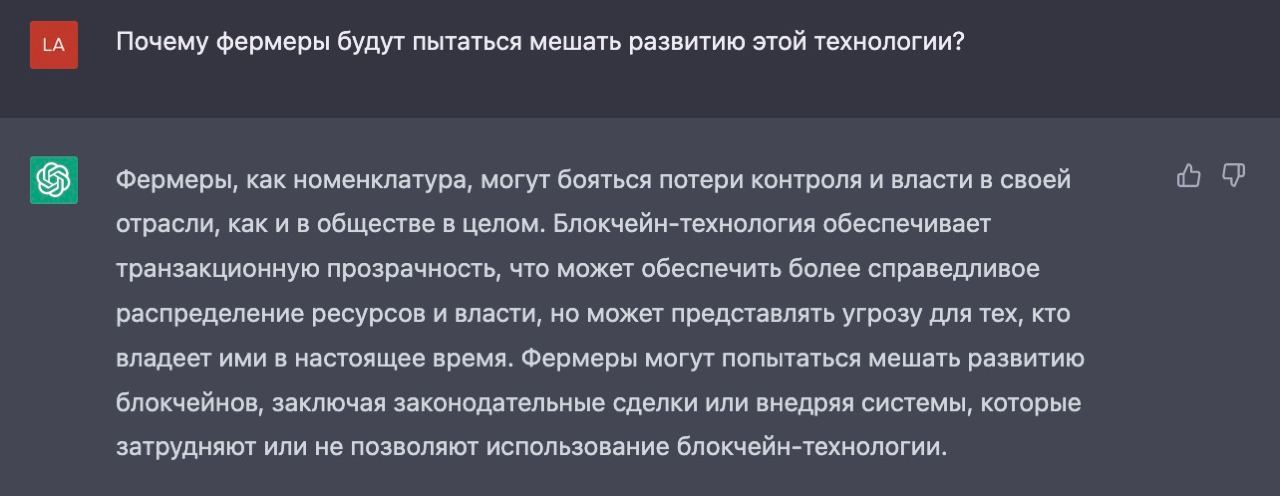 LA
Почему фермеры будут пытаться мешать развитию этой технологии?
Фермеры, как номенклатура, могут бояться потери контроля и власти в своей
отрасли, как и в обществе в целом. Блокчейн-технология обеспечивает
транзакционную прозрачность, что может обеспечить более справедливое
распределение ресурсов и власти, но может представлять угрозу для тех, кто
владеет ими в настоящее время. Фермеры могут попытаться мешать развитию
блокчейнов, заключая законодательные сделки или внедряя системы, которые
затрудняют или не позволяют использование блокчейн-технологии.